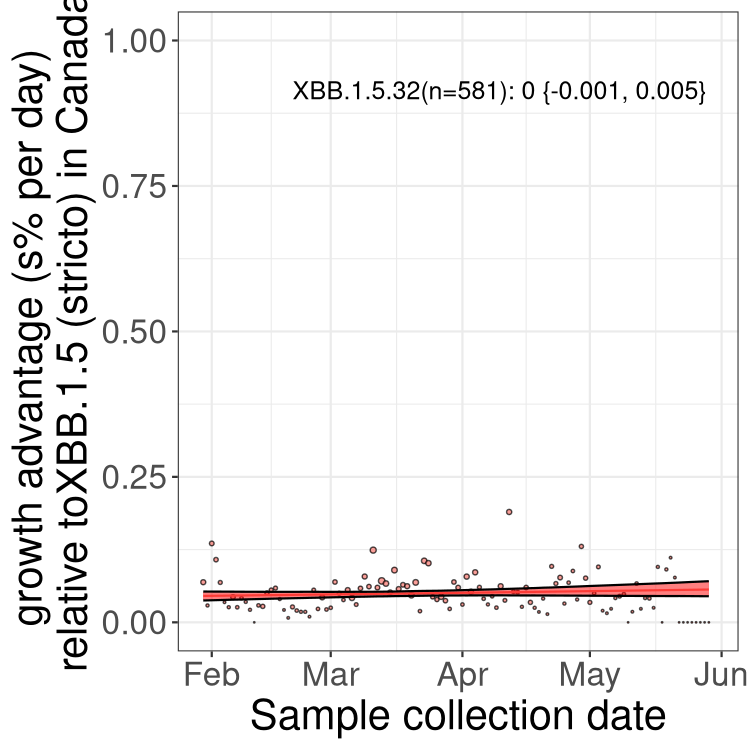 growth advantage (s% per day)
relative toXBB.1.5 (stricto) in Canada
1.00
0.75
0.50
0.25
0.00
XBB.1.5.32(n=581): 0 {-0.001, 0.005}
Feb Mar Apr May Jun
Sample collection date